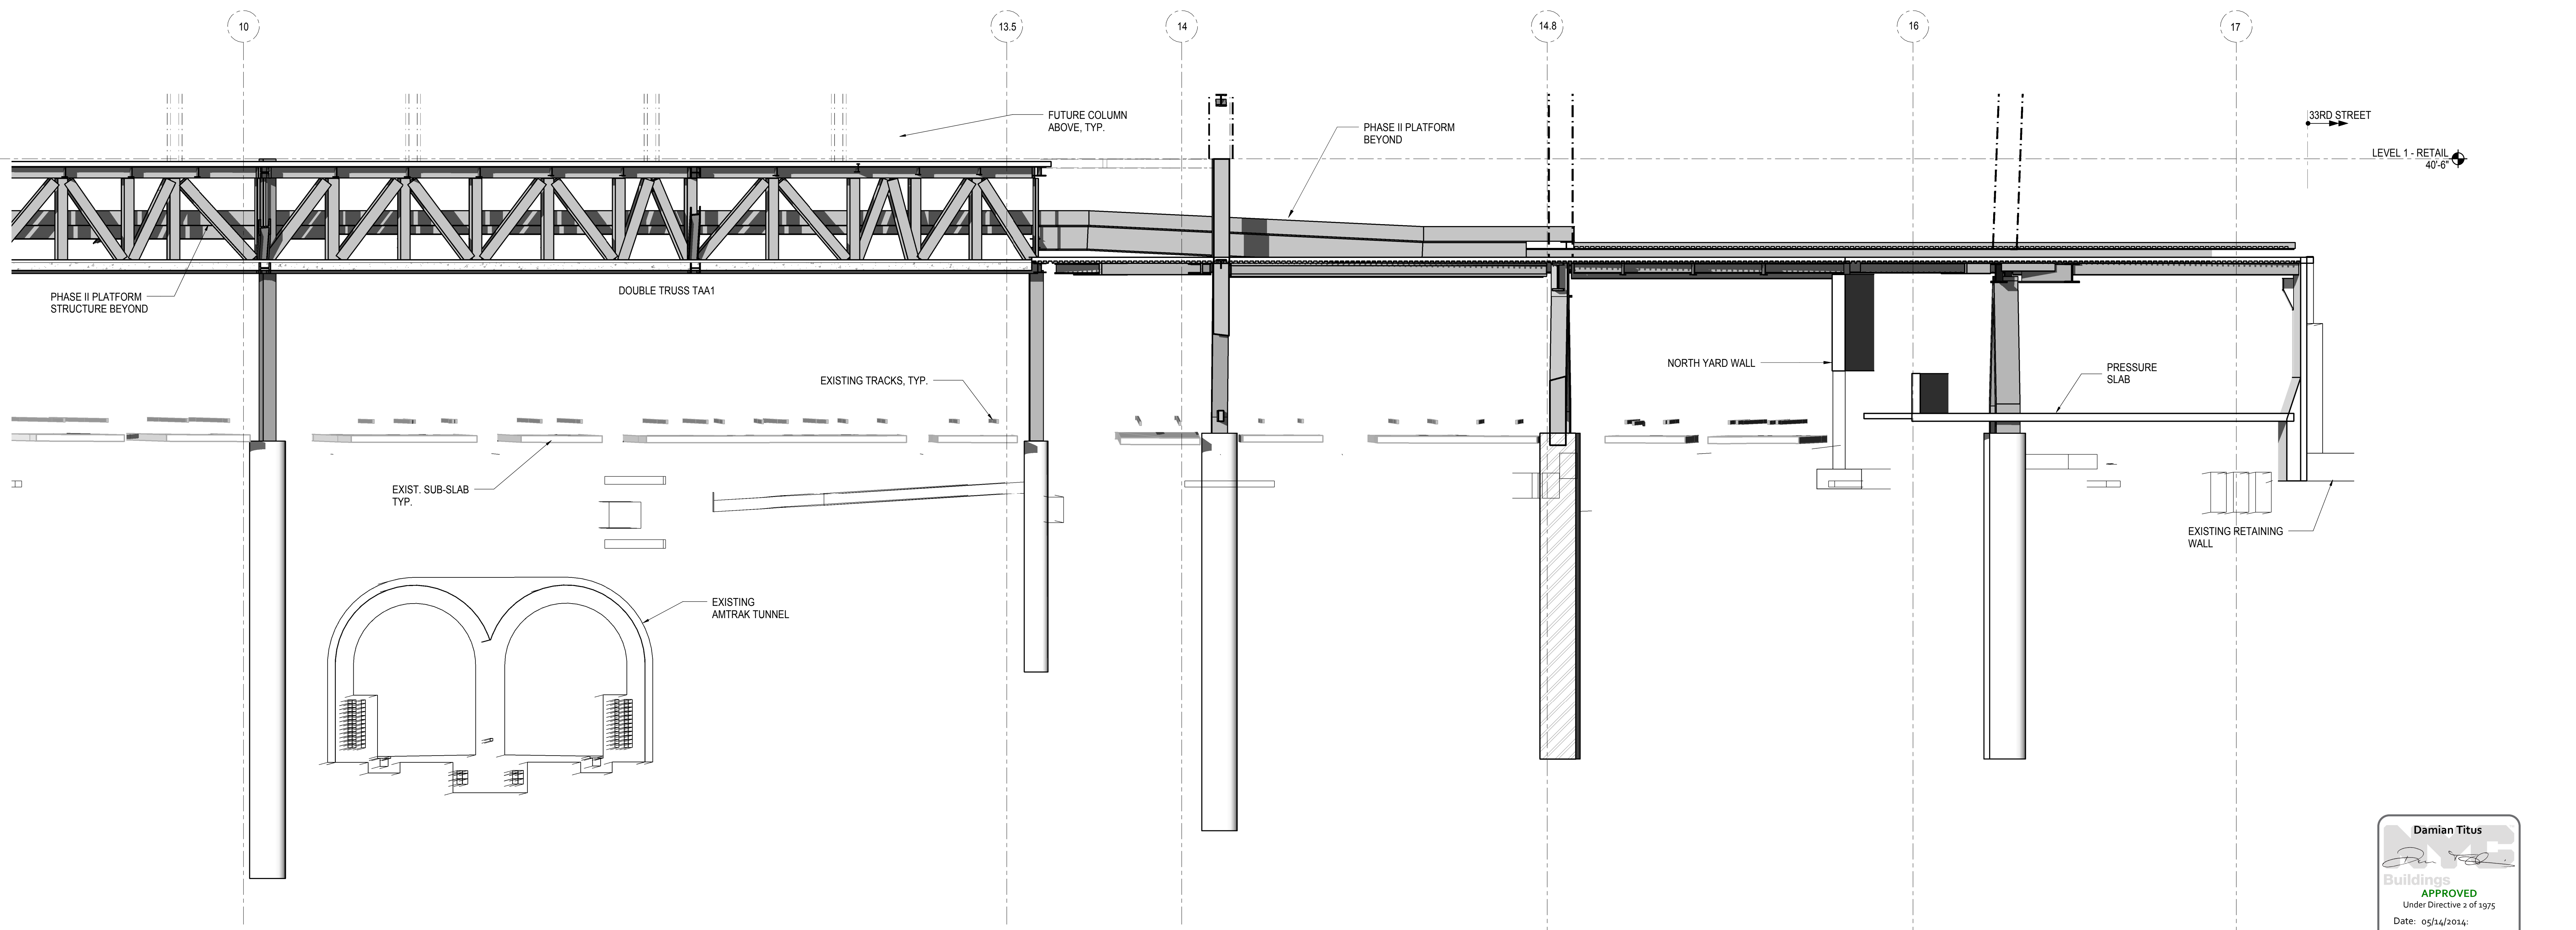 10
13.5
14
14.8
16
17
FUTURE COLUMN
ABOVE, TYP.
PHASE II PLATFORM
BEYOND
33RD STREET
LEVEL 1 - RETAIL
40'-6"
PHASE II PLATFORM
STRUCTURE BEYOND
DOUBLE TRUSS TAA1
EXISTING TRACKS, TYP.
NORTH YARD WALL
PRESSURE
SLAB
EXIST. SUB-SLAB
TYP.
EXISTING RETAINING
WALL
EXISTING
AMTRAK TUNNEL
Damian Titus
NYC
Buildings
APPROVED
Under Directive 2 of 1975
Date: 05/14/2014: